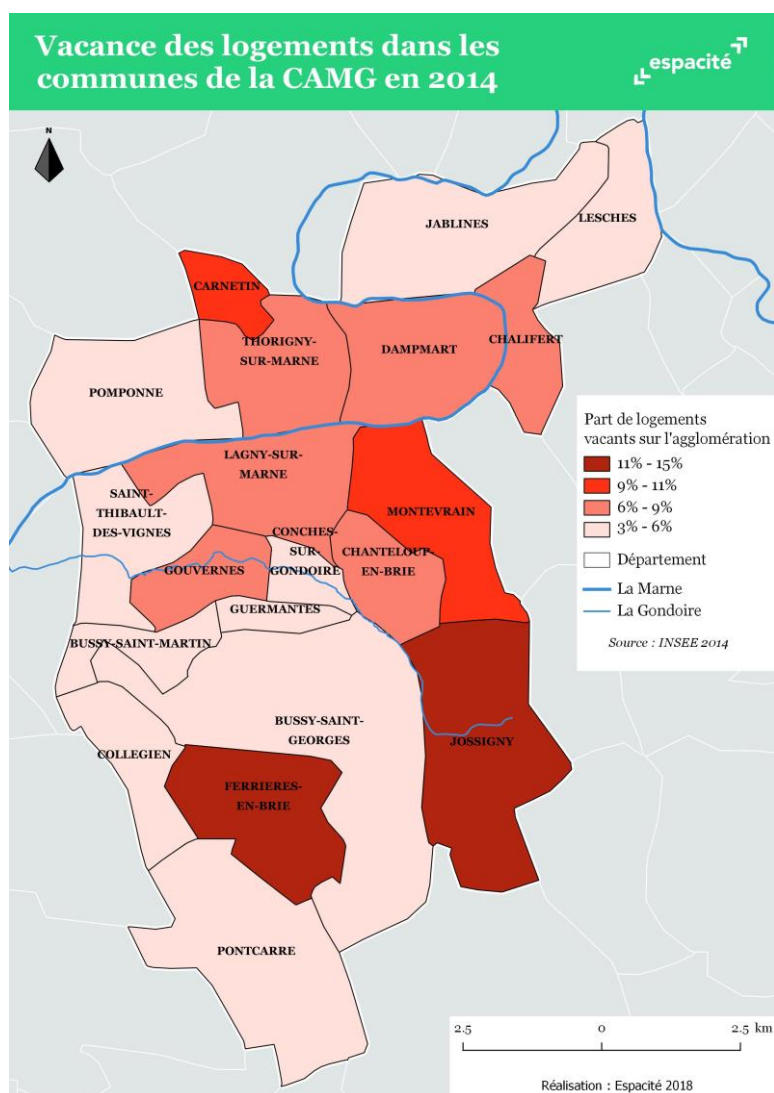 Vacance des logements dans les
communes de la CAMG en 2014
espacité
N
JABLINES
LESCHES
CARNETIN
THORIGNY-
SUR-MARNE
DAMPMART
CHALIFERT
POMPONNE
LAGNY-SUR-
MARNE
SAINT-
THIBAULT-
DES-VIGNES
MONTEVRAIN
CONCHES-
SUR-
GONDOIRE
CHANTELOUP-
EN-BRIE
GOUVERNES
GUERMANTES
BUSSY-SAINT-MARTIN
BUSSY-SAINT-
GEORGES
COLLEGIEN
JOSSIGNY
FERRIERES-
EN-BRIE
PONTCARRE
Part de logements
vacants sur l'agglomération
11% - 15%
9% - 11%
6% - 9%
3% - 6%
Département
La Marne
La Gondoire
Source : INSEE 2014
2.5 0 2.5 km
Réalisation : Espacité 2018